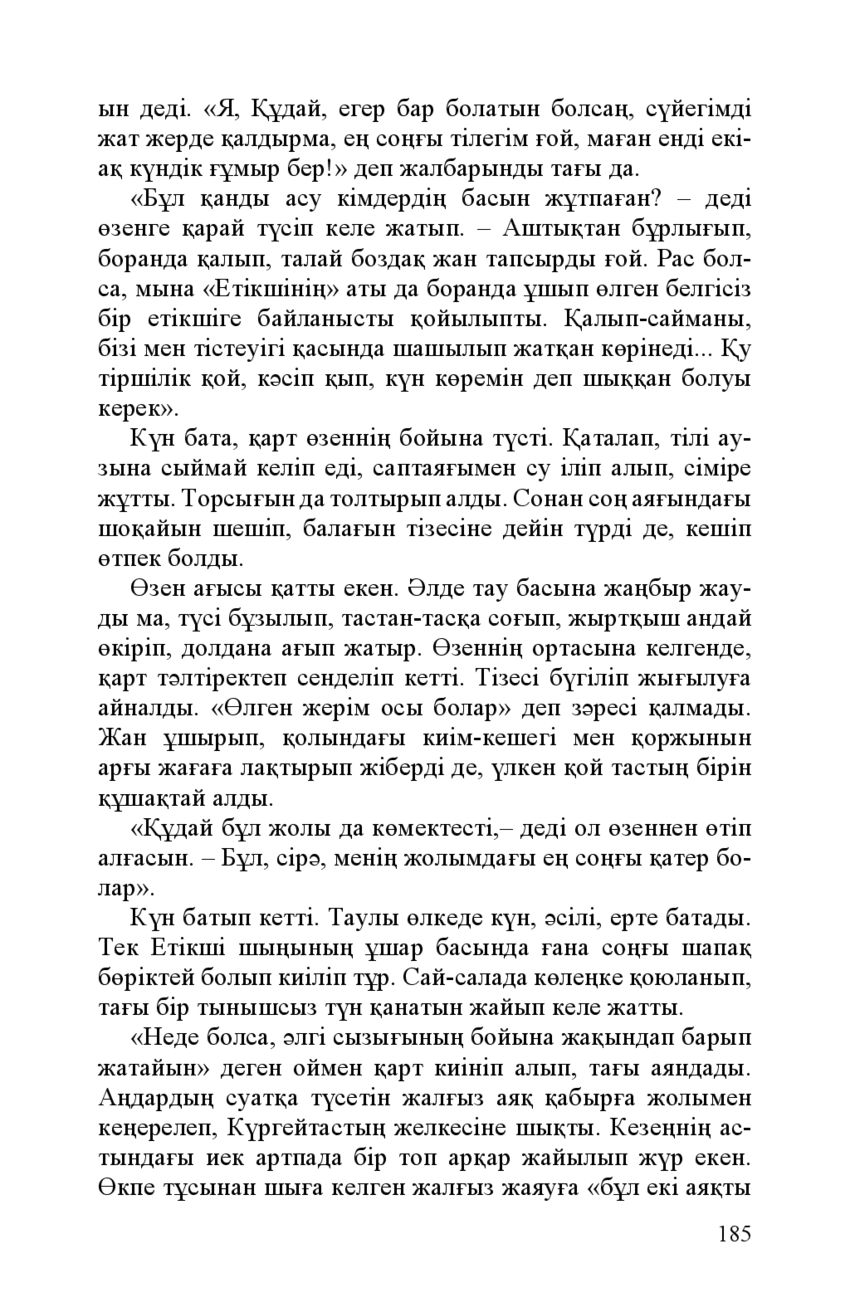 ын деді. «Я, Құдай, егер бар болатын болсаң, сүйегімді
жат жерде қалдырма, ең соңғы тілегім ғой, маған енді екі-
ақ күндік ғұмыр бер!» деп жалбарынды тағы да.
«Бұл қанды асу кімдердің басын жұтпаған? – деді
өзенге қарай түсіп келе жатып. – Аштықтан бұрлығып,
боранда қалып, талай боздақ жан тапсырды ғой. Рас бол-
са, мына «Етікшінің» аты да боранда ұшып өлген белгісіз
бір етікшіге байланысты қойылыпты. Қалып-сайманы,
бізі мен тістеуігі қасында шашылып жатқан көрінеді... Қу
тіршілік қой, кәсіп қып, күн көремін деп шыққан болуы
керек».
Күн бата, қарт өзеннің бойына түсті. Қаталап, тілі ау-
зына сыймай келіп еді, саптаяғымен су іліп алып, сіміре
жұтты. Торсығын да толтырып алды. Сонан соң аяғындағы
шоқайын шешіп, балағын тізесіне дейін түрді де, кешіп
өтпек болды.
Өзен ағысы қатты екен. Әлде тау басына жаңбыр жау-
ды ма, түсі бұзылып, тастан-тасқа соғып, жыртқыш андай
өкіріп, долдана ағып жатыр. Өзеннің ортасына келгенде,
қарт тәлтіректеп сенделіп кетті. Тізесі бүгіліп жығылуға
айналды. «Өлген жерім осы болар» деп зәресі қалмады.
Жан ұшырып, қолындағы киім-кешегі мен қоржынын
арғы жағаға лақтырып жіберді де, үлкен қой тастың бірін
құшақтай алды.
«Құдай бұл жолы да көмектесті,– деді ол өзеннен өтіп
алғасын. – Бұл, сірә, менің жолымдағы ең соңғы қатер бо-
лар».
Күн батып кетті. Таулы өлкеде күн, әсілі, ерте батады.
Тек Етікші шыңының ұшар басында ғана соңғы шапақ
бөріктей болып киіліп тұр. Сай-салада көлеңке қоюланып,
тағы бір тынышсыз түн қанатын жайып келе жатты.
«Неде болса, әлгі сызығының бойына жақындап барып
жатайын» деген оймен қарт киініп алып, тағы аяндады.
Аңдардың суатқа түсетін жалғыз аяқ қабырға жолымен
кеңерелеп, Күргейтастың желкесіне шықты. Кезеңнің ас-
тындағы иек артпада бір топ арқар жайылып жүр екен.
Өкпе тұсынан шыға келген жалғыз жаяуға «бұл екі аяқты
185